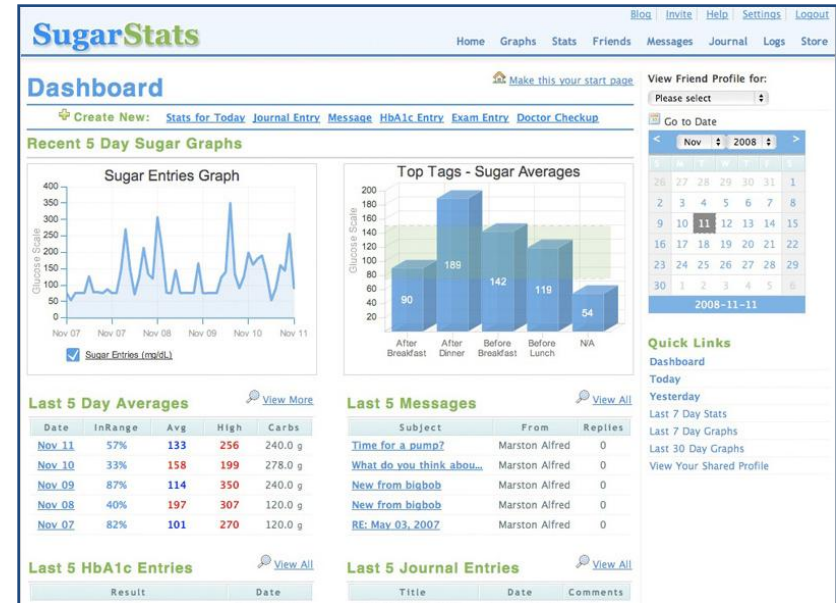 Blog Invite Help Settings Logout
SugarStats
Home Graphs Stats Friends Messages Journal Logs Store
Dashboard
Make this your start page
Create New: Stats for Today Journal Entry Message HbA1c Entry Exam Entry Doctor Checkup
Recent 5 Day Sugar Graphs
Sugar Entries Graph
Glucose Scale
400
350
300
250
200
150
100
50
0
Nov 07 Nov 07 Nov 08 Nov 09 Nov 10 Nov 11
Sugar Entries (mg/dL)
Top Tags - Sugar Averages
Glucose Scale
200
180
160
140
120
100
80
60
40
20
90 189 142 119 54
After Breakfast
After Dinner
Before Breakfast
Before Lunch
N/A
Last 5 Day Averages
View More
Date InRange Avg High Carbs
Nov 11 57% 133 256 240.0 g
Nov 10 33% 158 199 278.0 g
Nov 09 87% 114 350 240.0 g
Nov 08 40% 197 307 120.0 g
Nov 07 82% 101 270 120.0 g
Last 5 Messages
View All
Subject From Replies
Time for a pump? Marston Alfred 0
What do you think abou... Marston Alfred 0
New from bigbob Marston Alfred 0
New from bigbob Marston Alfred 0
RE: May 03, 2007 Marston Alfred 0
Last 5 HbA1c Entries
View All
Result Date
Last 5 Journal Entries
View All
Title Date Comments
View Friend Profile for:
Please select
Go to Date
< Nov 2008 >
S M T W T F S
26 27 28 29 30 31 1
2 3 4 5 6 7 8
9 10 11 12 13 14 15
16 17 18 19 20 21 22
23 24 25 26 27 28 29
30 1 2 3 4 5 6
2008-11-11
Quick Links
Dashboard
Today
Yesterday
Last 7 Day Stats
Last 7 Day Graphs
Last 30 Day Graphs
View Your Shared Profile